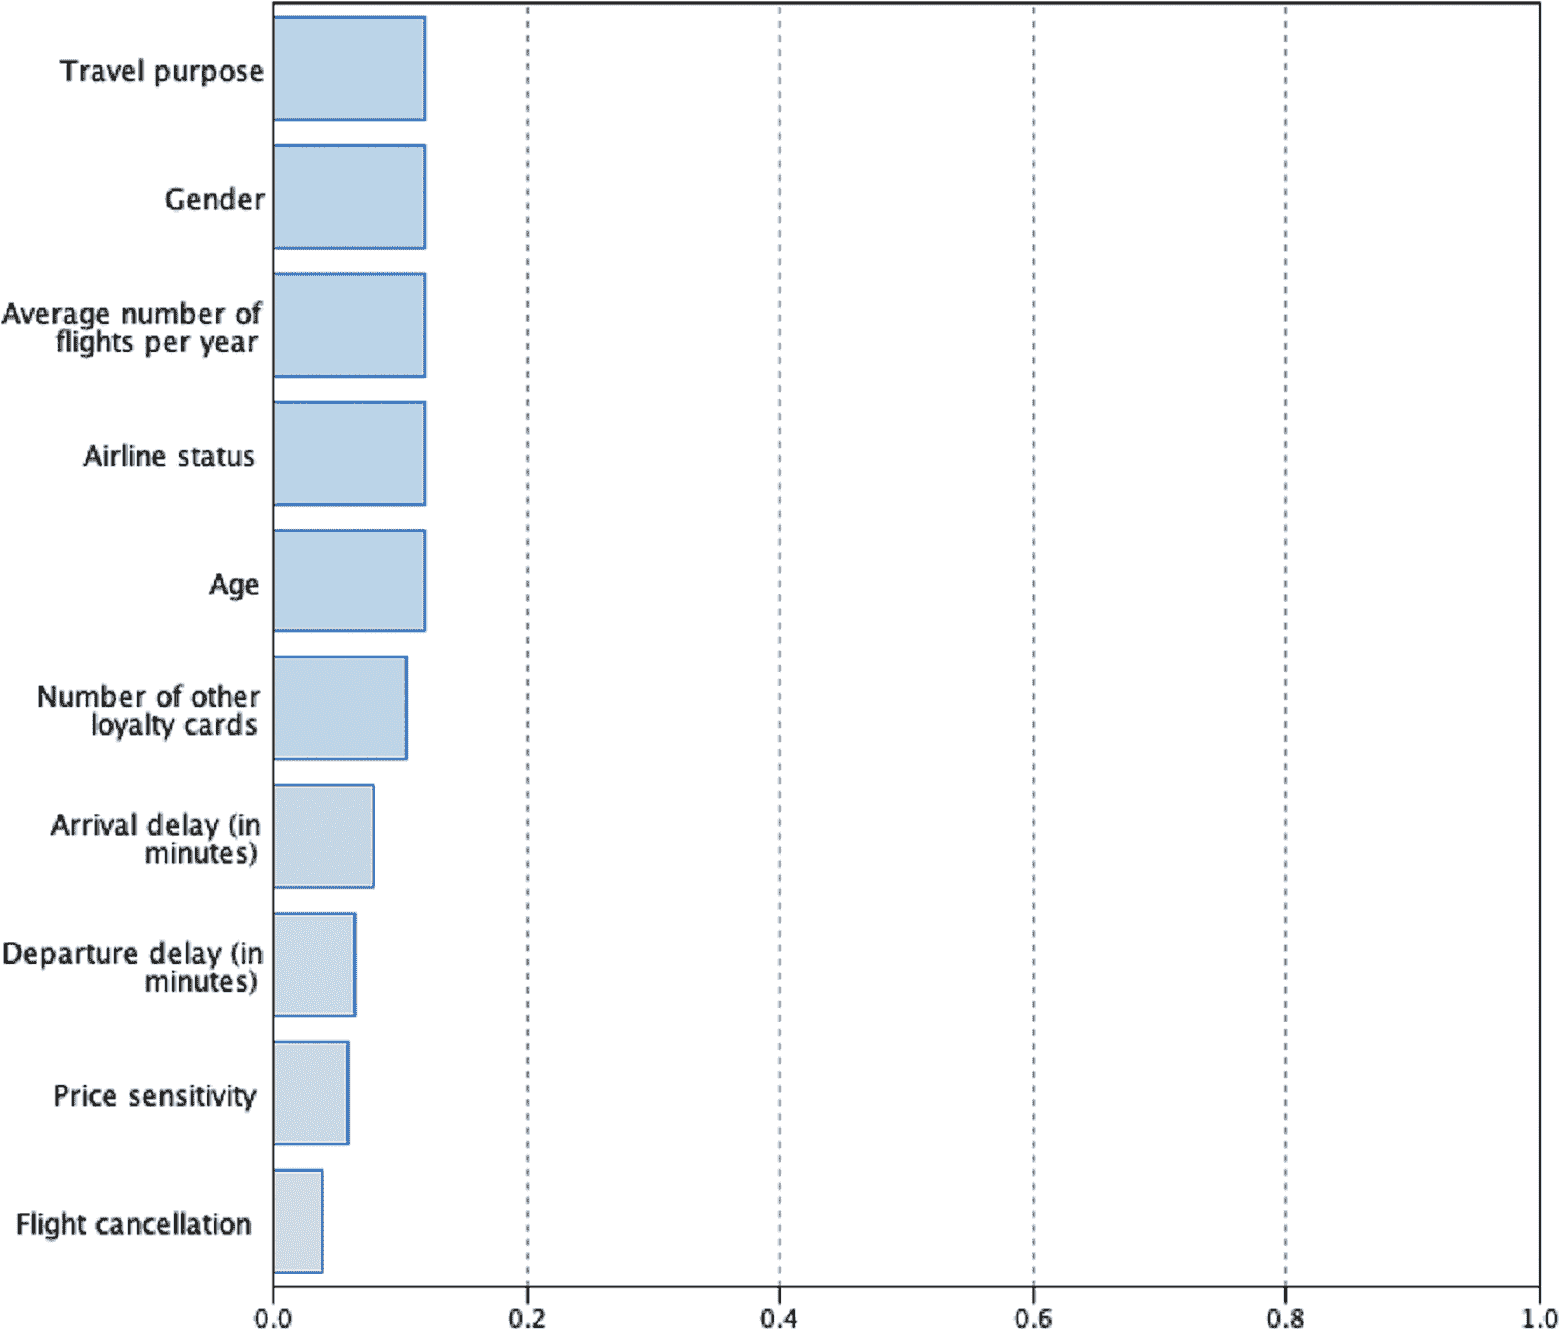 Travel purpose
Gender
Average number of
flights per year
Airline status
Age
Number of other
loyalty cards
Arrival delay (in
minutes)
Departure delay (in
minutes)
Price sensitivity
Flight cancellation
0.0 0.2 0.4 0.6 0.8 1.0